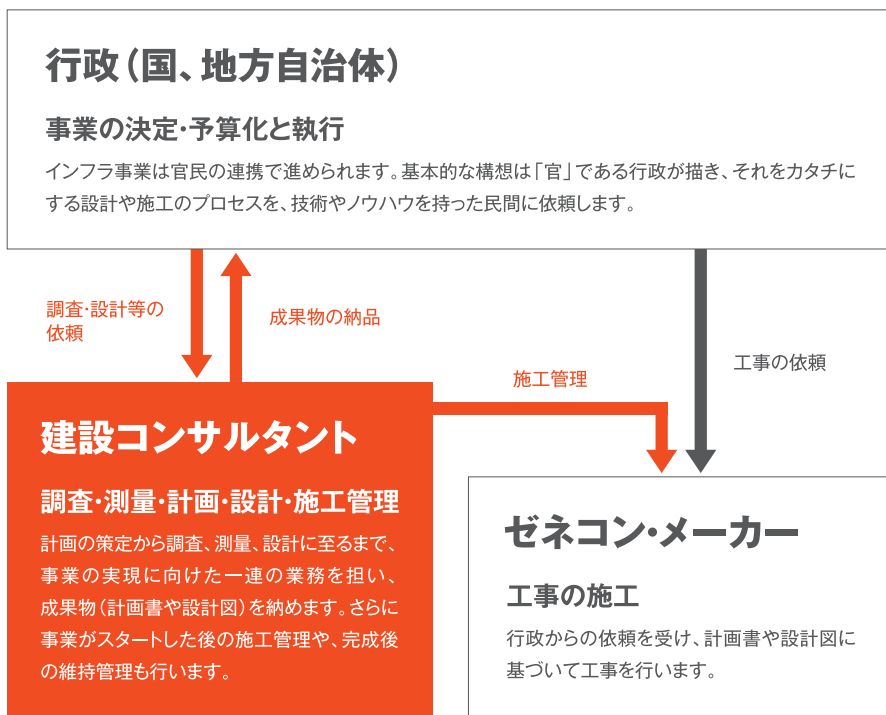 行政（国、地方自治体）
事業の決定・予算化と執行
インフラ事業は官民の連携で進められます。基本的な構想は「官」である行政が描き、それをカタチに
する設計や施工のプロセスを、技術やノウハウを持った民間に依頼します。
調査・設計等の
依頼
成果物の納品
施工管理
工事の依頼
建設コンサルタント
調査・測量・計画・設計・施工管理
計画の策定から調査、測量、設計に至るまで、
事業の実現に向けた一連の業務を担い、
成果物（計画書や設計図）を納めます。さらに
事業がスタートした後の施工管理や、完成後
の維持管理も行います。
ゼネコン・メーカー
工事の施工
行政からの依頼を受け、計画書や設計図に
基づいて工事を行います。